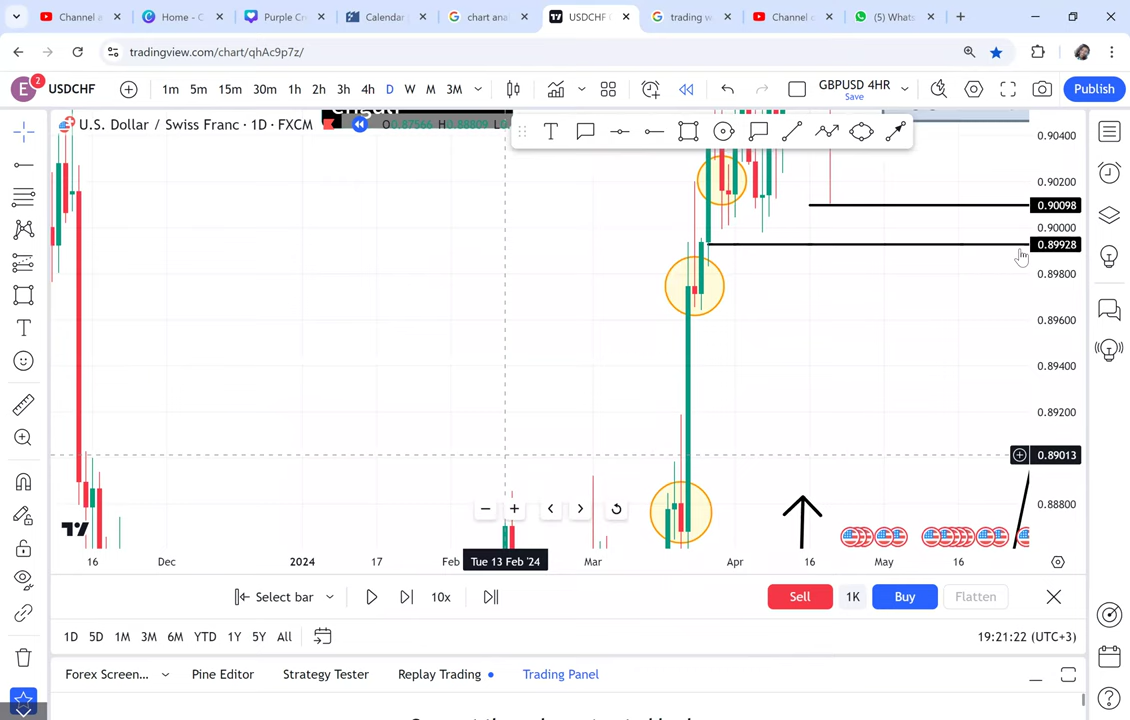 Channel a
Home - C
Purple Cr
Calendar
chart anal
USDCHF
trading w
Channel c
(5) Whats
tradingview.com/chart/qhAc9p7z/
E
2
USDCHF
1m 5m 15m 30m 1h 2h 3h 4h D W M 3M
GBPUSD 4HR
Save
Publish
U.S. Dollar / Swiss Franc · 1D · FXCM
0.90400
0.90200
0.90098
0.90000
0.89928
0.89800
0.89600
0.89400
0.89200
0.89013
0.88800
16 Dec 2024 17 Feb Tue 13 Feb '24 Mar Apr 16 May 16
Select bar 10x Sell 1K Buy Flatten
1D 5D 1M 3M 6M YTD 1Y 5Y All 19:21:22 (UTC+3)
Forex Screen... Pine Editor Strategy Tester Replay Trading Trading Panel